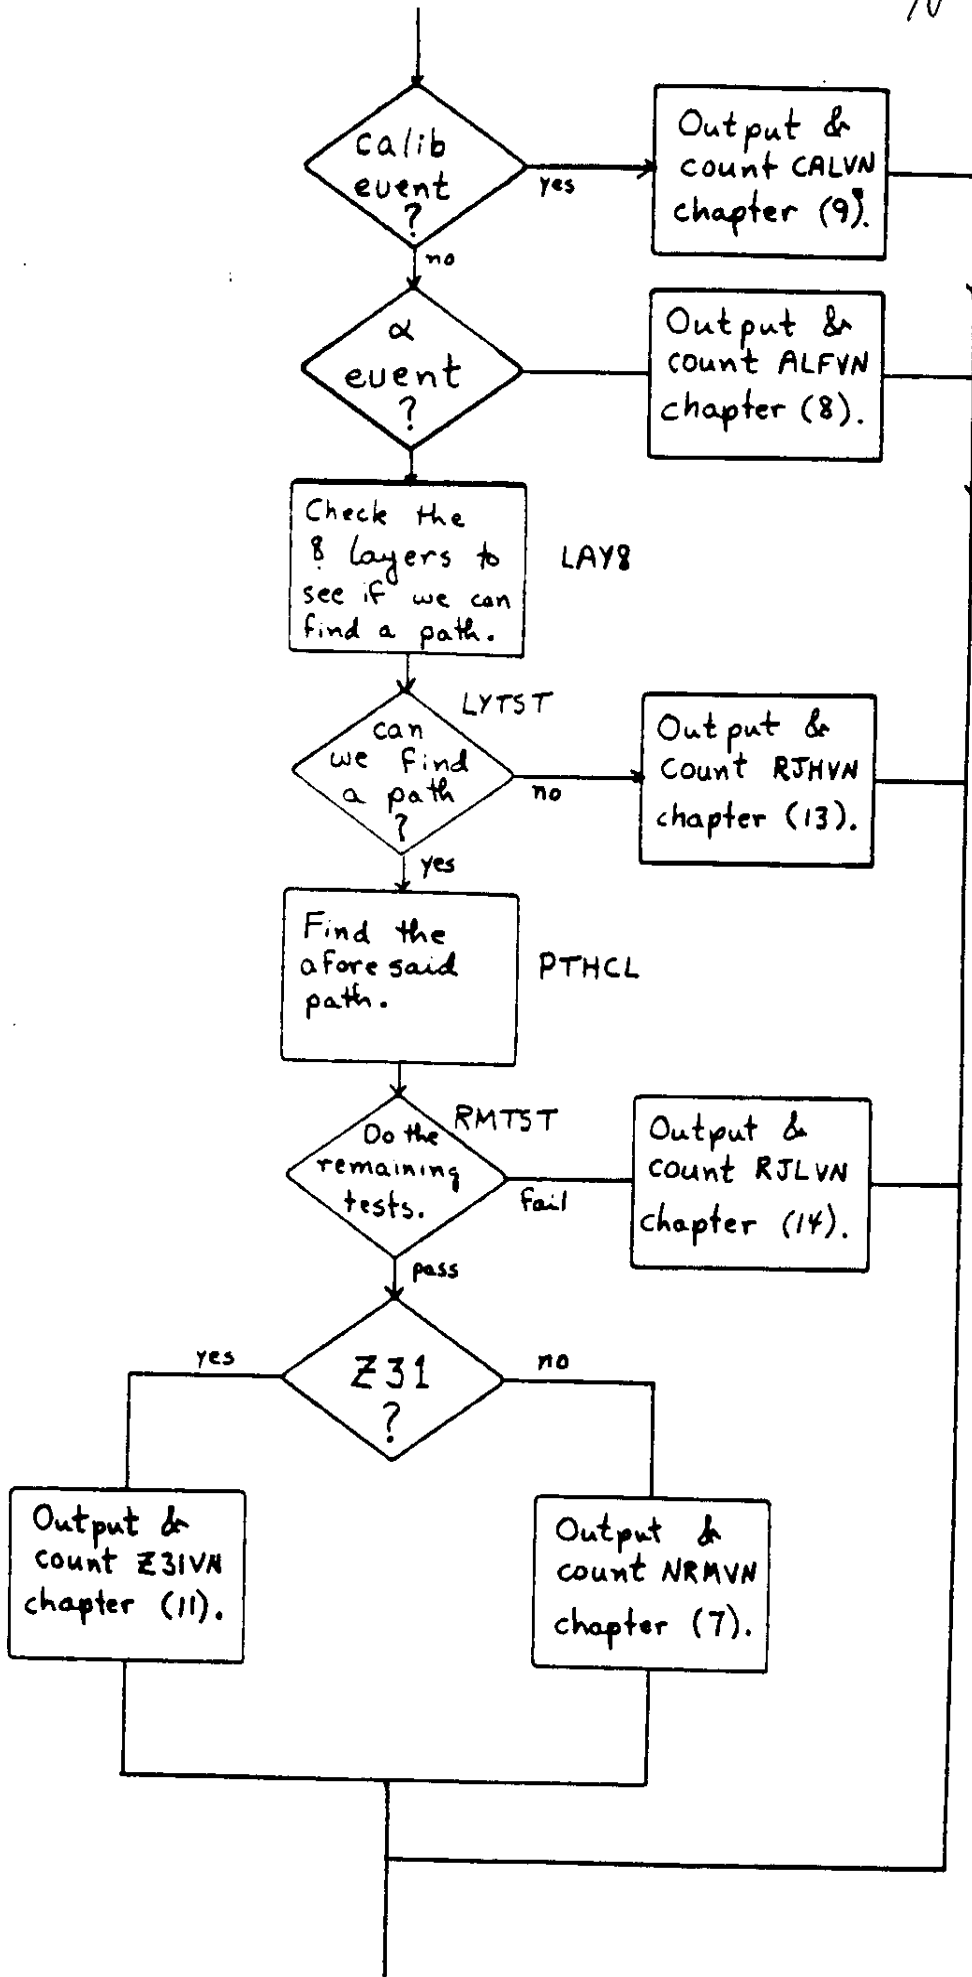 N
calib
event
?
yes
no
Output &
count CALVN
chapter (9).
α
event
?
Output &
count ALFVN
chapter (8).
Check the
8 layers to
see if we can
find a path.
LAY8
LYTST
can
we find
a path
?
no
yes
Output &
Count RJHVN
chapter (13).
Find the
afore said
path.
PTHCL
RMTST
Do the
remaining
tests.
fail
pass
Output &
count RJLVN
chapter (14).
Z31
?
yes
no
Output &
count Z31VN
chapter (11).
Output &
count NRMVN
chapter (7).